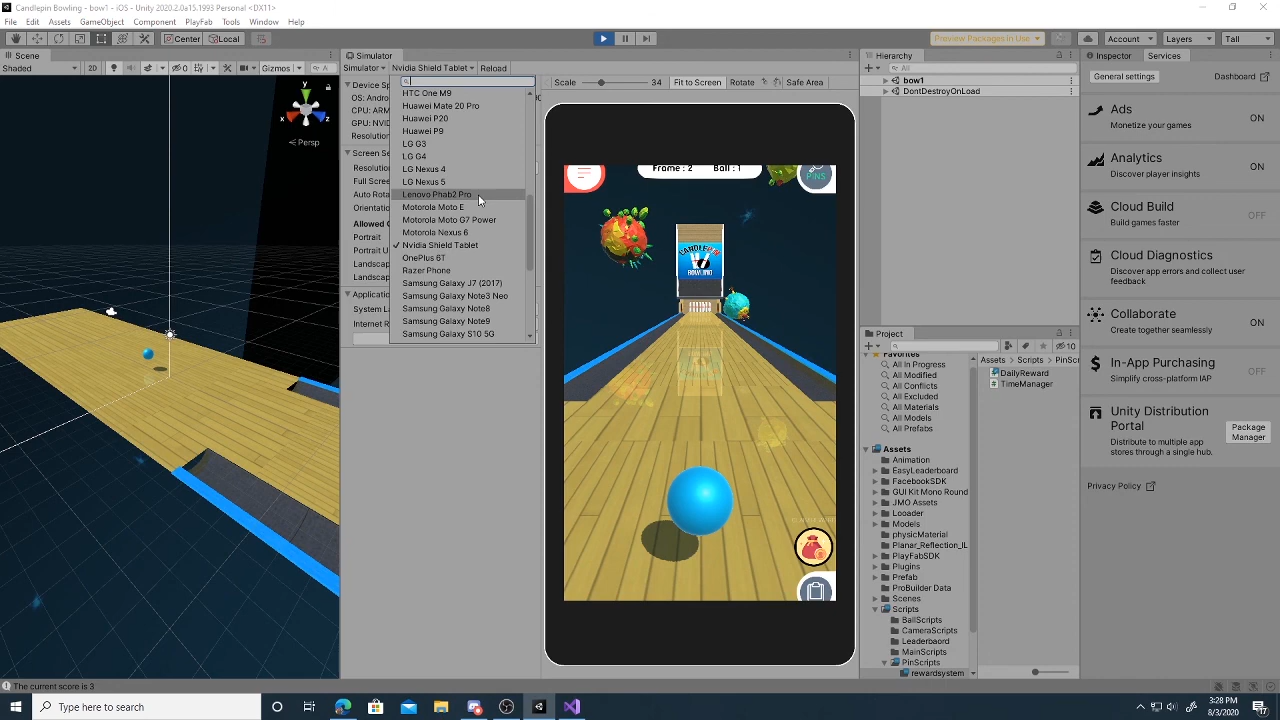 Candlepin Bowling - bow1 - iOS - Unity 2020.2.0a15.1993 Personal <DX11>
File Edit Assets GameObject Component PlayFab Tools Window Help
Center Local
Preview Packages in Use
Account Layers Tall
Scene
Shaded 2D 0 Gizmos
Persp
Simulator
Simulator Nvidia Shield Tablet Reload
Scale 34 Fit to Screen Rotate Safe Area
Device Sp
OS: Andro
CPU: ARM
GPU: NVID
Resolution
Screen Se
Resolutio
Full Scree
Auto Rota
Orientatio
Allowed O
Portrait
Portrait U
Landscap
Landscap
Application
System La
Internet R
HTC One M9
Huawei Mate 20 Pro
Huawei P20
Huawei P9
LG G3
LG G4
LG Nexus 4
LG Nexus 5
Lenovo Phab2 Pro
Motorola Moto E
Motorola Moto G7 Power
Motorola Nexus 6
Nvidia Shield Tablet
OnePlus 6T
Razer Phone
Samsung Galaxy J7 (2017)
Samsung Galaxy Note3 Neo
Samsung Galaxy Note8
Samsung Galaxy Note9
Samsung Galaxy S10 5G
Frame : 2 Ball : 1
PINS
BOWLING
Hierarchy
All
bow1
DontDestroyOnLoad
Project
10
Favorites
All In Progress
All Modified
All Conflicts
All Excluded
All Materials
All Models
All Prefabs
Assets
Animation
EasyLeaderboard
FacebookSDK
GUI Kit Mono Round
JMO Assets
Looader
Models
physicMaterial
Planar_Reflection_IL
PlayFabSDK
Plugins
Prefab
ProBuilder Data
Scenes
Scripts
BallScripts
CameraScripts
Leaderbaord
MainScripts
PinScripts
rewardsystem
Assets Scripts PinScr
DailyReward
TimeManager
Inspector Services
General settings Dashboard
Ads
Monetize your games
ON
Analytics
Discover player insights
ON
Cloud Build
Build games faster
OFF
Cloud Diagnostics
Discover app errors and collect user
feedback
Collaborate
Create together seamlessly
ON
In-App Purchasing
Simplify cross-platform IAP
OFF
Unity Distribution
Portal
Distribute to multiple app
stores through a single hub.
Package
Manager
Privacy Policy
The current score is 3
Type here to search
3:28 PM
8/3/2020